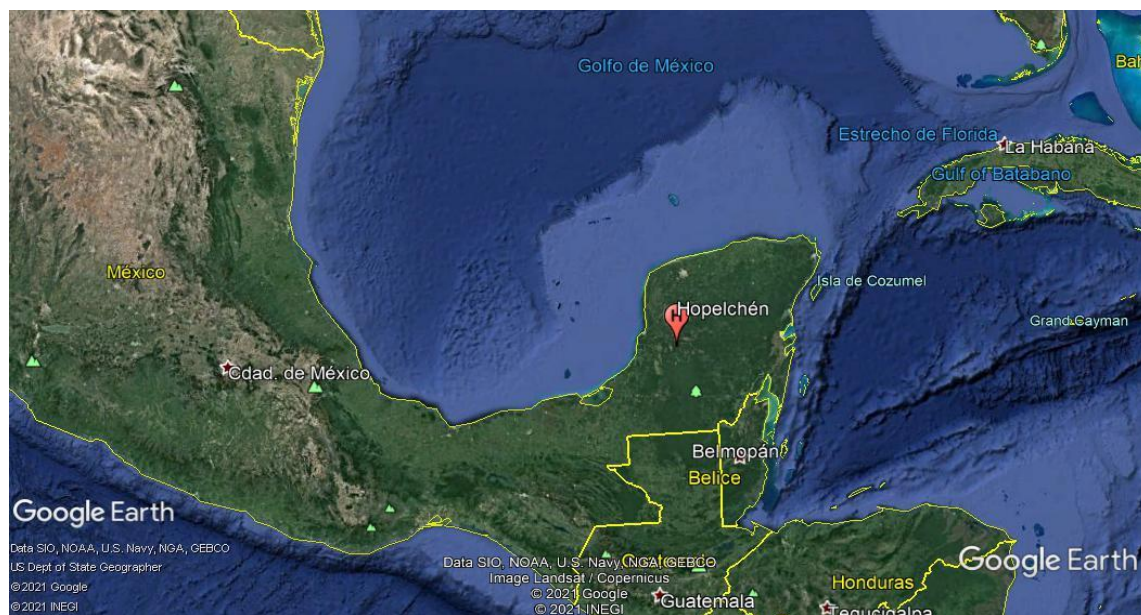 Golfo de México
Bah
Estrecho de Florida
La Habana
Gulf of Batabano
México
Isla de Cozumel
Hopelchén
H
Grand Cayman
Cdad. de México
Belmopán
Belice
Google Earth
Data SIO, NOAA, U.S. Navy, NGA, GEBCO
US Dept of State Geographer
© 2021 Google
© 2021 INEGI
Data SIO, NOAA, U.S. Navy, NGA, GEBCO
Image Landsat / Copernicus
© 2021 Google
© 2021 INEGI
Guatemala
Honduras
Tegucigalpa
Google Earth